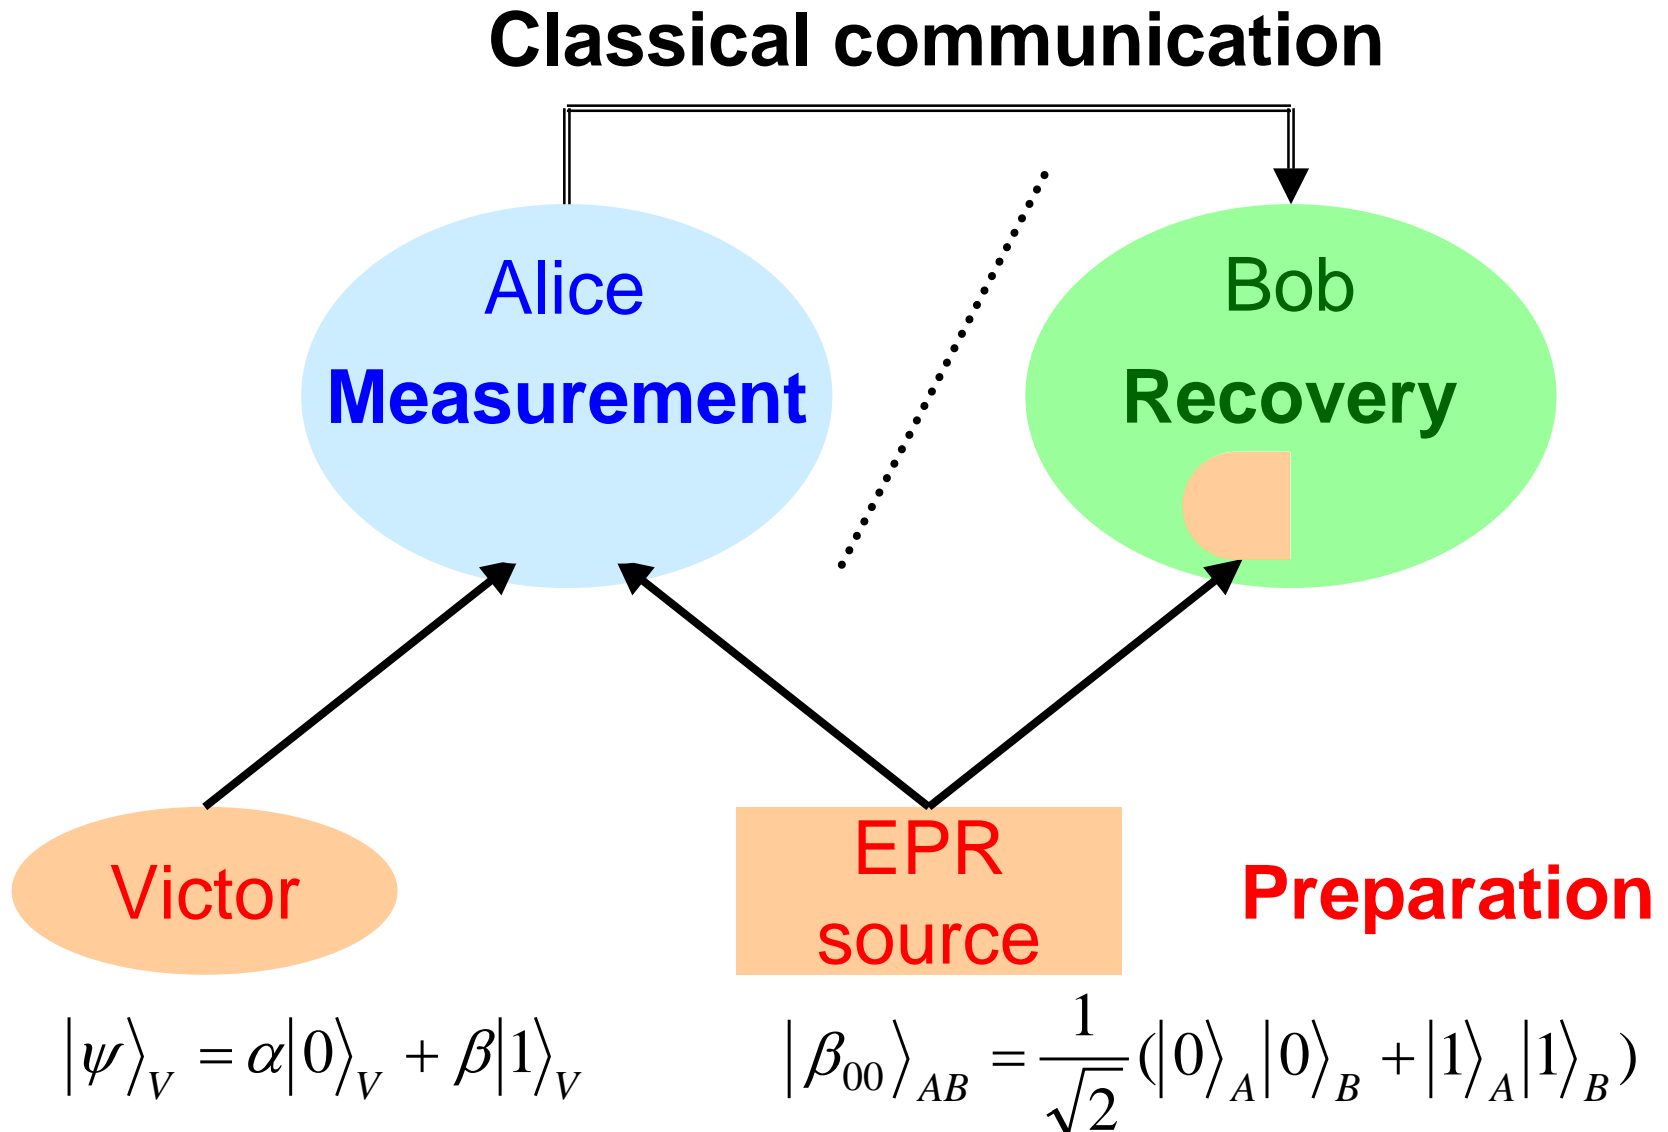 Classical communication
Alice
Measurement
Bob
Recovery
Victor
EPR
source
Preparation
|ψ⟩_V = α|0⟩_V + β|1⟩_V
|β₀₀⟩_AB = 1/√2 (|0⟩_A|0⟩_B + |1⟩_A|1⟩_B)